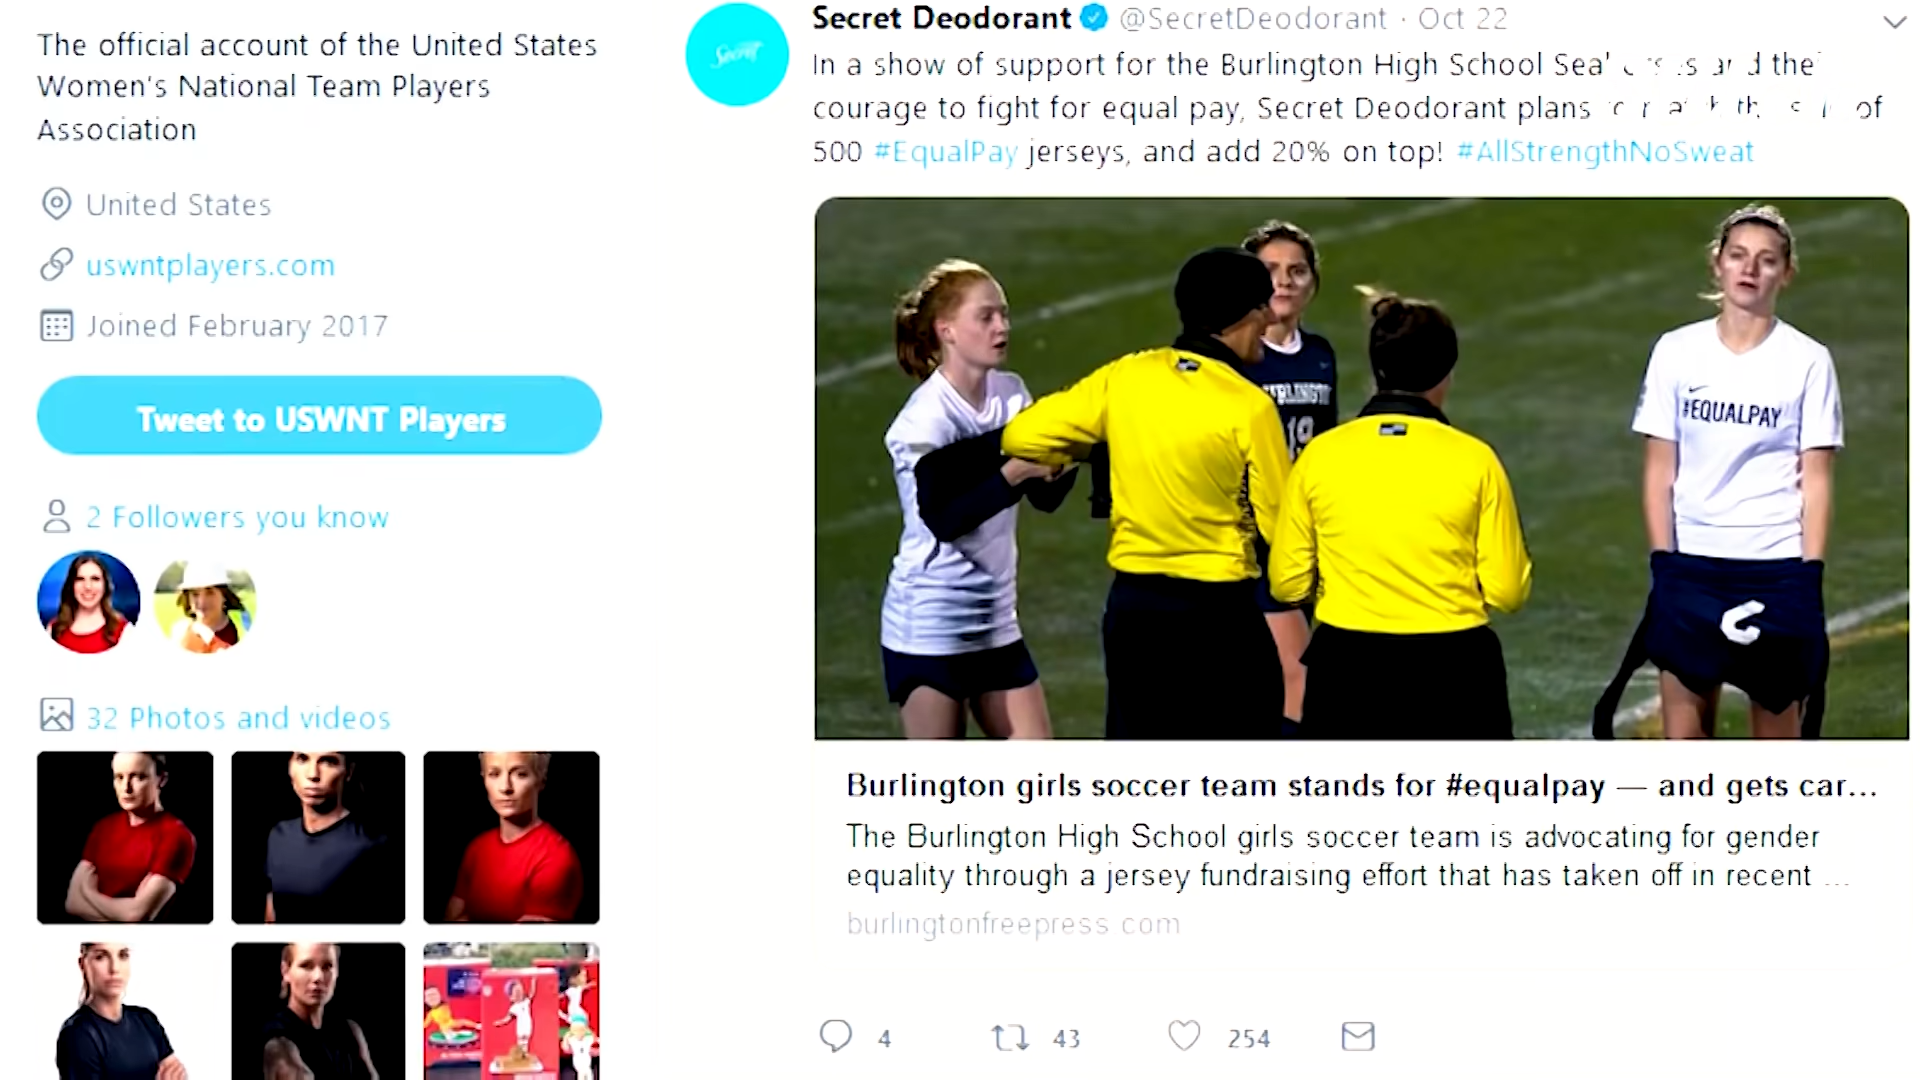 The official account of the United States
Women's National Team Players
Association
United States
uswntplayers.com
Joined February 2017
Tweet to USWNT Players
2 Followers you know
32 Photos and videos
Secret
Secret Deodorant @SecretDeodorant · Oct 22
In a show of support for the Burlington High School
courage to fight for equal pay, Secret Deodorant plans of
500 #EqualPay jerseys, and add 20% on top! #AllStrengthNoSweat
19
#EQUALPAY
C
Burlington girls soccer team stands for #equalpay — and gets car...
The Burlington High School girls soccer team is advocating for gender
equality through a jersey fundraising effort that has taken off in recent ...
burlingtonfreepress.com
4 43 254